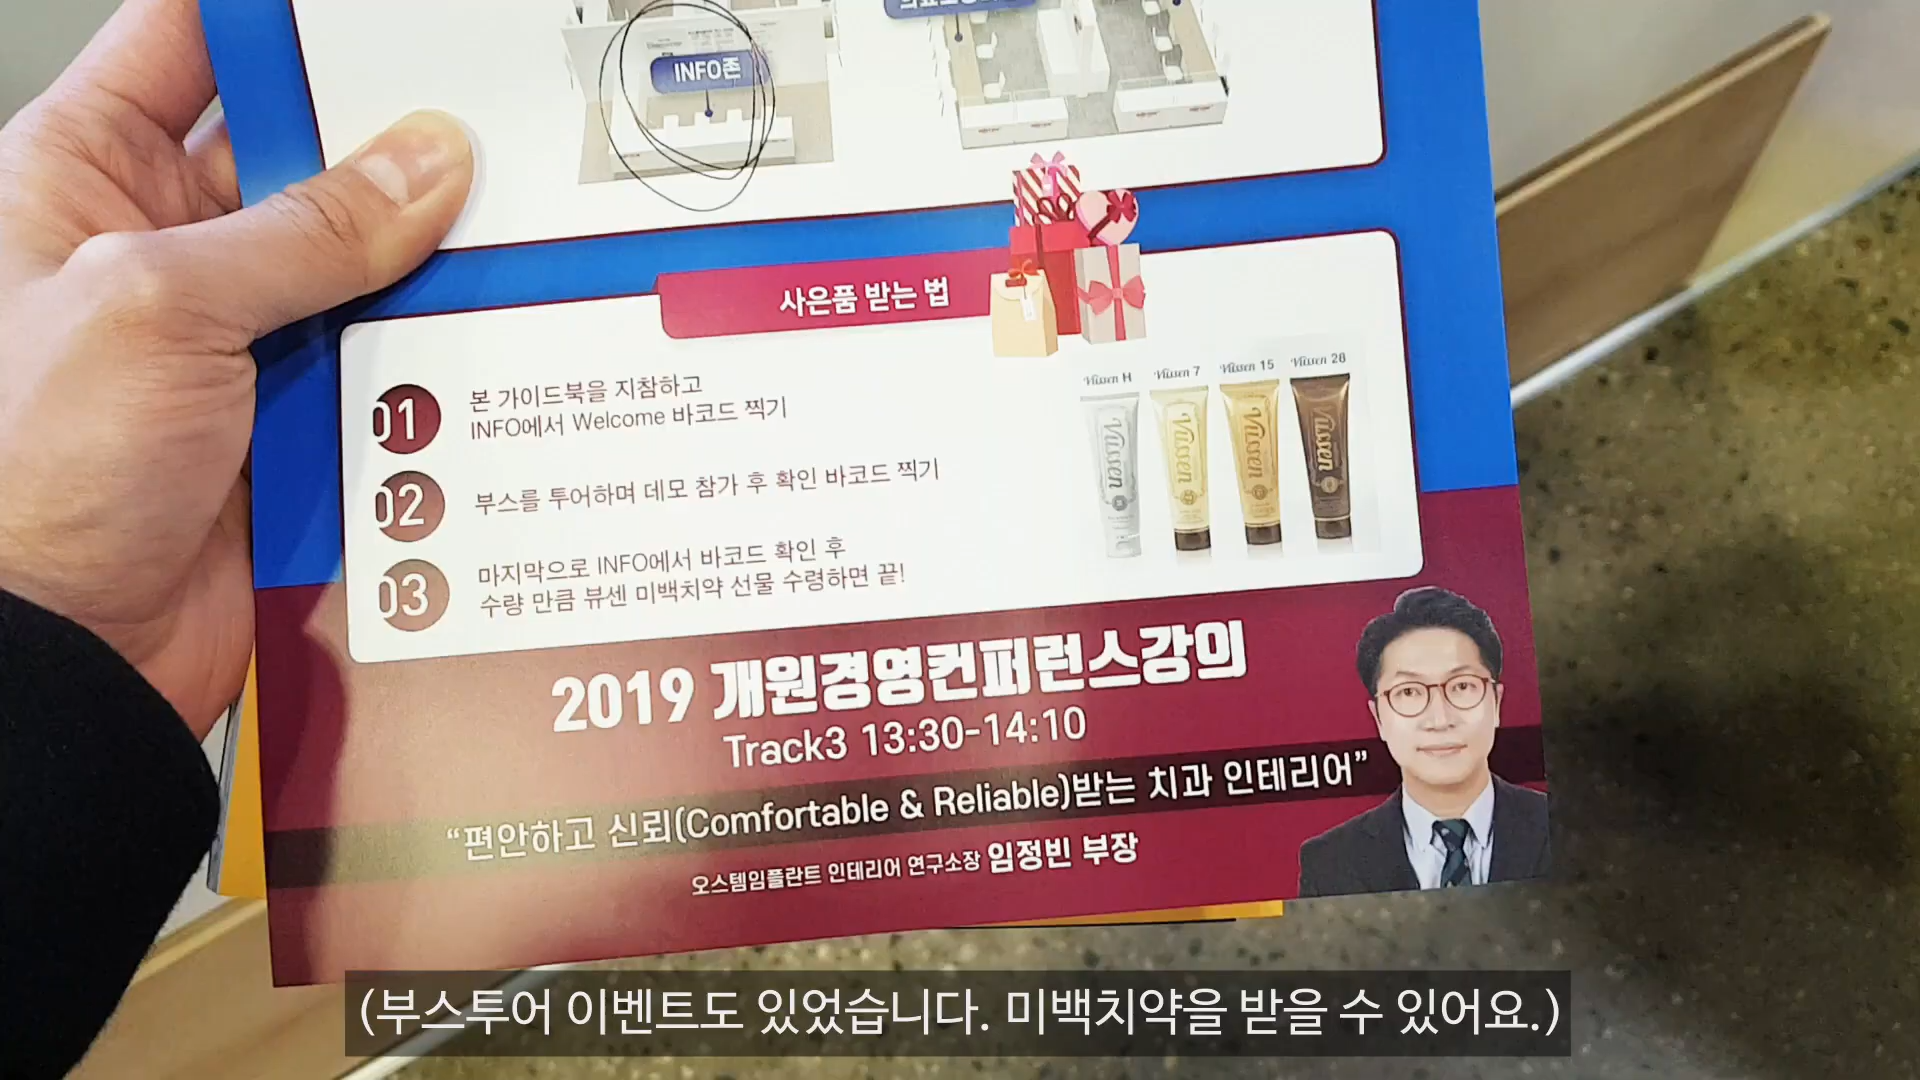 INFO존
사은품 받는 법
01
본 가이드북을 지참하고
INFO에서 Welcome 바코드 찍기
02
부스를 투어하며 데모 참가 후 확인 바코드 찍기
03
마지막으로 INFO에서 바코드 확인 후
수량 만큼 뷰센 미백치약 선물 수령하면 끝!
Vussen H Vussen 7 Vussen 15 Vussen 28
Vussen Vussen Vussen Vussen
2019 개원경영컨퍼런스강의
Track3 13:30-14:10
“편안하고 신뢰(Comfortable & Reliable)받는 치과 인테리어”
오스템임플란트 인테리어 연구소장 임정빈 부장
(부스투어 이벤트도 있었습니다. 미백치약을 받을 수 있어요.)